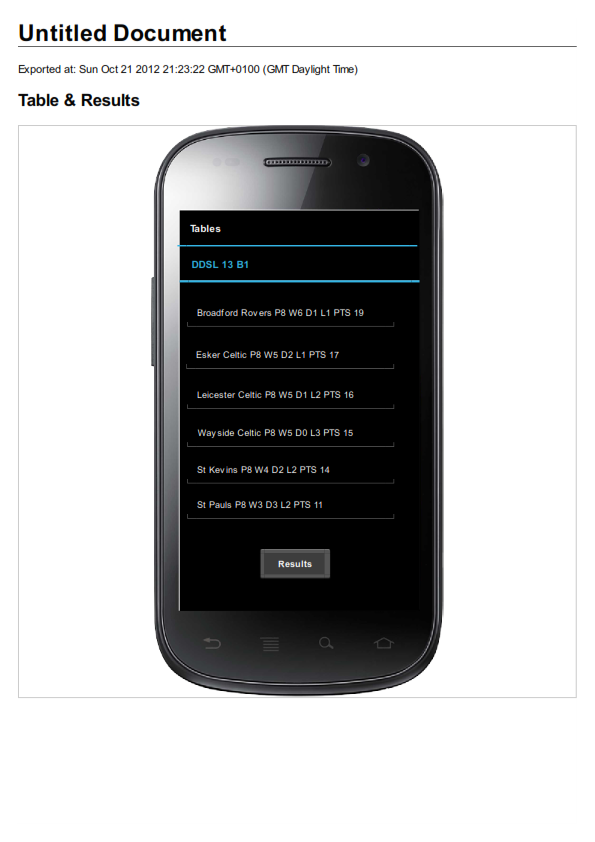 Untitled Document
Exported at: Sun Oct 21 2012 21:23:22 GMT+0100 (GMT Daylight Time)
Table & Results
Tables
DDSL 13 B1
Broadford Rovers P8 W6 D1 L1 PTS 19
Esker Celtic P8 W5 D2 L1 PTS 17
Leicester Celtic P8 W5 D1 L2 PTS 16
Wayside Celtic P8 W5 D0 L3 PTS 15
St Kevins P8 W4 D2 L2 PTS 14
St Pauls P8 W3 D3 L2 PTS 11
Results